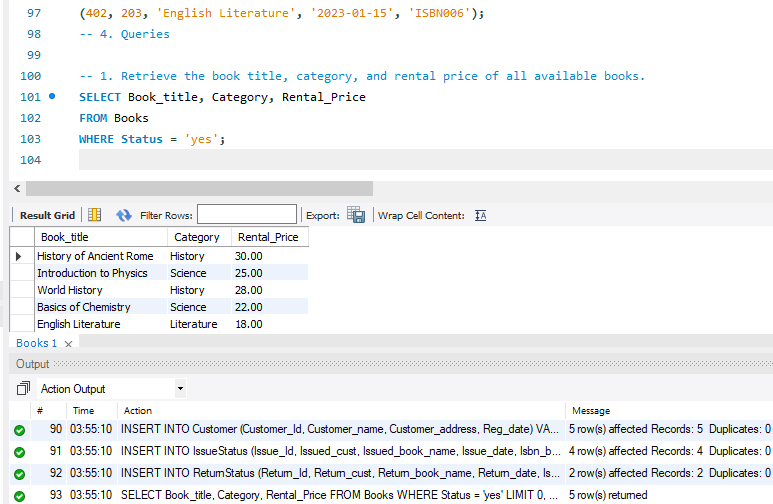 97 (402, 203, 'English Literature', '2023-01-15', 'ISBN006');
98 -- 4. Queries
99
100 -- 1. Retrieve the book title, category, and rental price of all available books.
101 SELECT Book_title, Category, Rental_Price
102 FROM Books
103 WHERE Status = 'yes';
104
Result Grid Filter Rows: Export: Wrap Cell Content:
Book_title Category Rental_Price
History of Ancient Rome History 30.00
Introduction to Physics Science 25.00
World History History 28.00
Basics of Chemistry Science 22.00
English Literature Literature 18.00
Books 1
Output
Action Output
# Time Action Message
90 03:55:10 INSERT INTO Customer (Customer_Id, Customer_name, Customer_address, Reg_date) VA... 5 row(s) affected Records: 5 Duplicates: 0
91 03:55:10 INSERT INTO IssueStatus (Issue_Id, Issued_cust, Issued_book_name, Issue_date, Isbn_b... 4 row(s) affected Records: 4 Duplicates: 0
92 03:55:10 INSERT INTO ReturnStatus (Return_Id, Return_cust, Return_book_name, Return_date, Is... 2 row(s) affected Records: 2 Duplicates: 0
93 03:55:10 SELECT Book_title, Category, Rental_Price FROM Books WHERE Status = 'yes' LIMIT 0, ... 5 row(s) returned